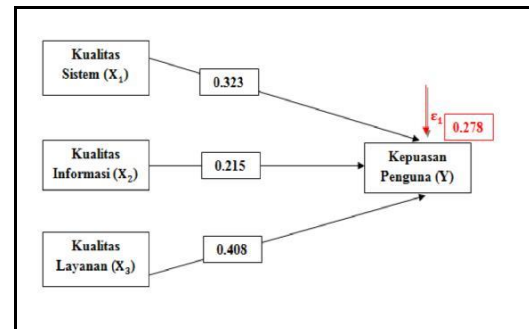 Kualitas
Sistem (X₁)
0.323
ε₁
0.278
Kualitas
Informasi (X₂)
0.215
Kepuasan
Penguna (Y)
Kualitas
Layanan (X₃)
0.408